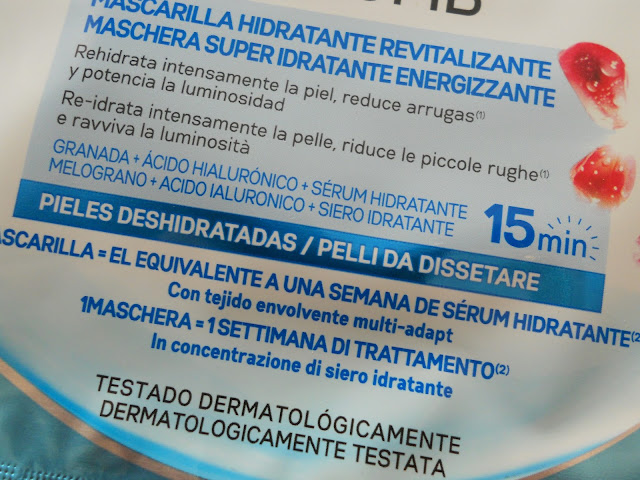 MASCARILLA HIDRATANTE REVITALIZANTE
MASCHERA SUPER IDRATANTE ENERGIZZANTE
Rehidrata intensamente la piel, reduce arrugas(1)
y potencia la luminosidad
Re-idrata intensamente la pelle, riduce le piccole rughe(1)
e ravviva la luminosità
GRANADA + ÁCIDO HIALURÓNICO + SÉRUM HIDRATANTE
MELOGRANO + ACIDO IALURONICO + SIERO IDRATANTE
15min
PIELES DESHIDRATADAS / PELLI DA DISSETARE
ASCARILLA = EL EQUIVALENTE A UNA SEMANA DE SÉRUM HIDRATANTE(2)
Con tejido envolvente multi-adapt
1MASCHERA = 1 SETTIMANA DI TRATTAMENTO(2)
In concentrazione di siero idratante
TESTADO DERMATOLÓGICAMENTE
DERMATOLOGICAMENTE TESTATA